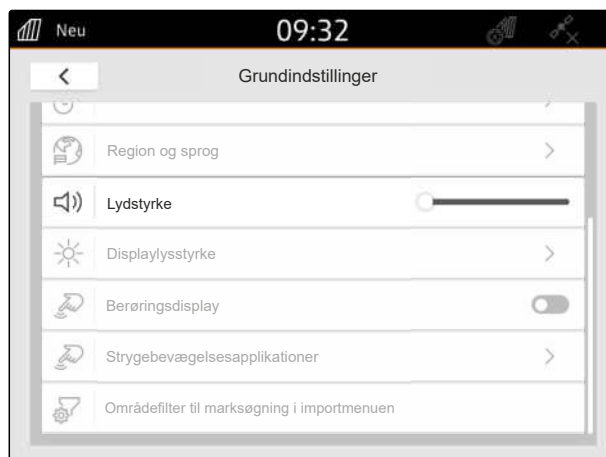 Neu
09:32
Grundindstillinger
Region og sprog
Lydstyrke
Displaylysstyrke
Berøringsdisplay
Strygebevægelsesapplikationer
Områdefilter til marksøgning i importmenuen